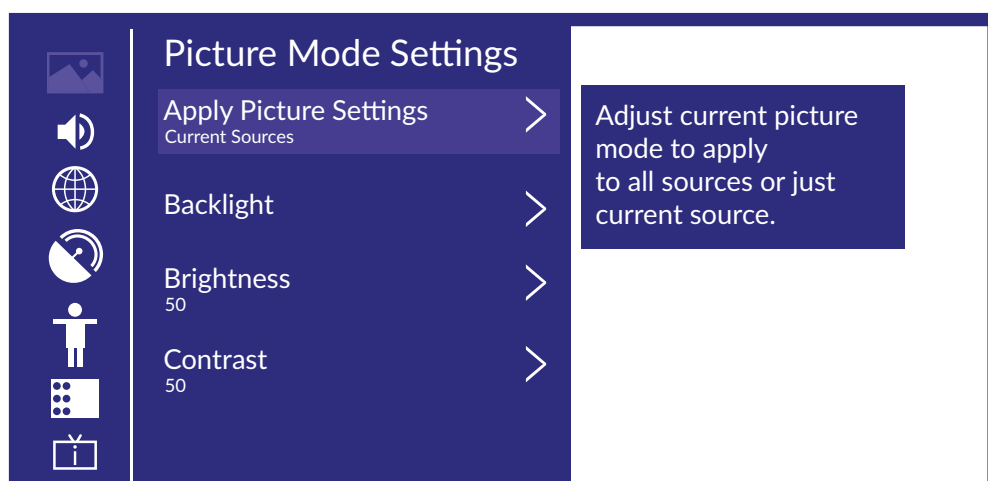 Picture Mode Settings
Apply Picture Settings
Current Sources
Backlight
Brightness
50
Contrast
50
Adjust current picture
mode to apply
to all sources or just
current source.